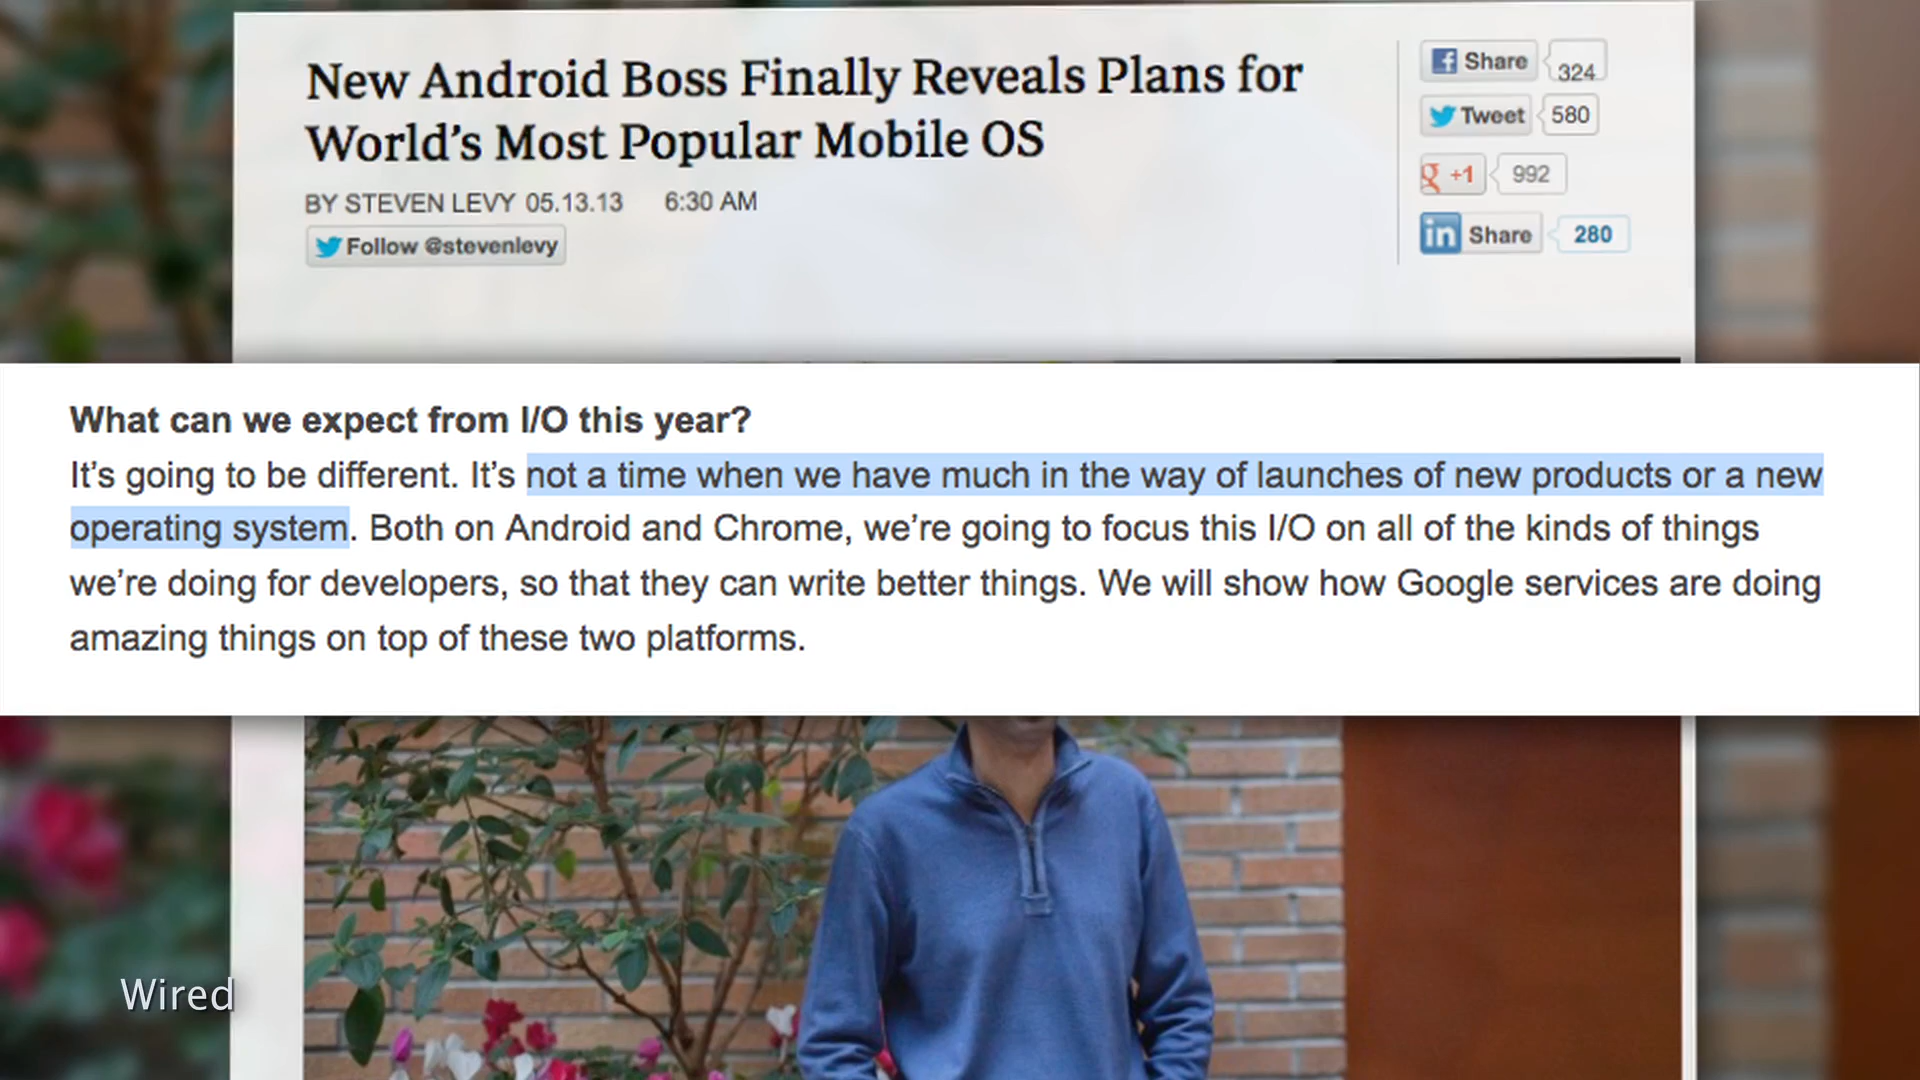 New Android Boss Finally Reveals Plans for
World's Most Popular Mobile OS
BY STEVEN LEVY 05.13.13 6:30 AM
Follow @stevenlevy
f Share 324
Tweet 580
g +1 992
in Share 280
What can we expect from I/O this year?
It's going to be different. It's not a time when we have much in the way of launches of new products or a new
operating system. Both on Android and Chrome, we're going to focus this I/O on all of the kinds of things
we're doing for developers, so that they can write better things. We will show how Google services are doing
amazing things on top of these two platforms.
Wired